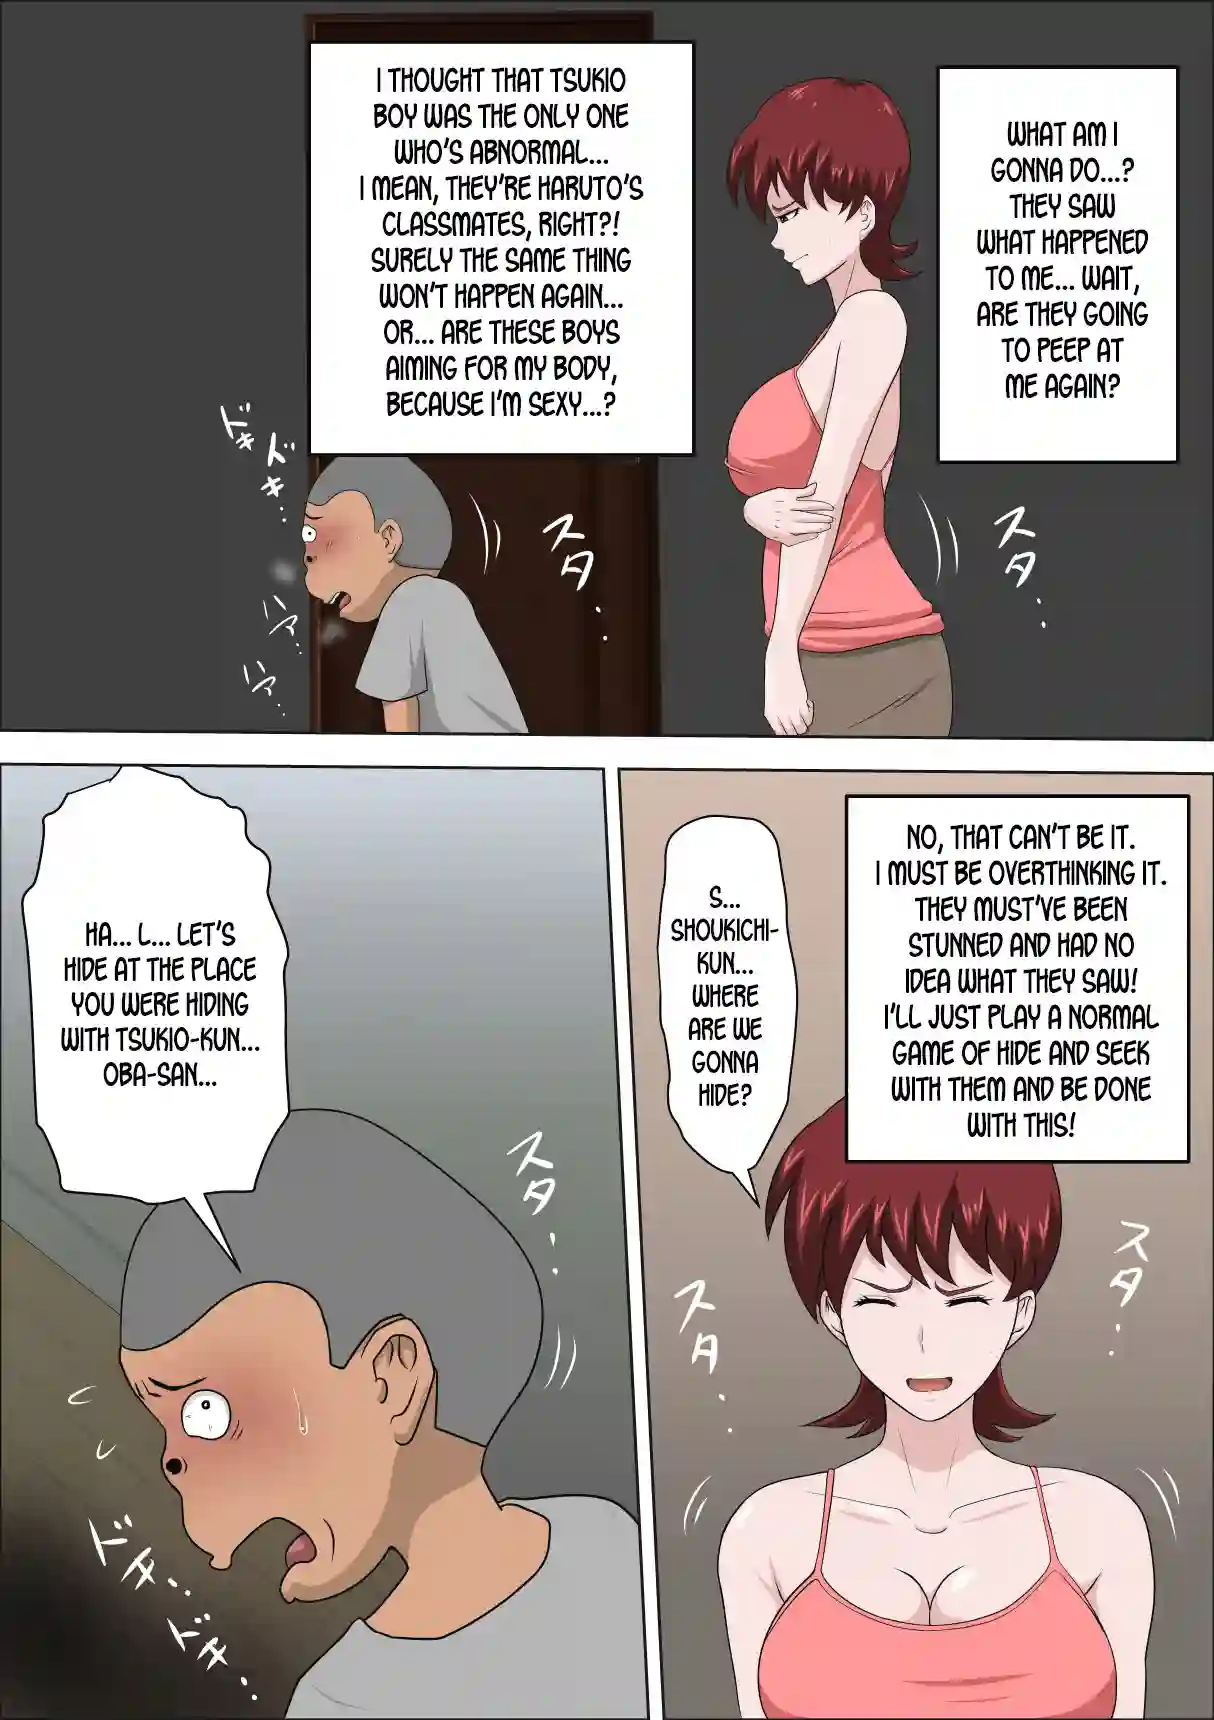 WHAT AM I
GONNA DO...?
THEY SAW
WHAT HAPPENED
TO ME... WAIT,
ARE THEY GOING
TO PEEP AT
ME AGAIN?
I THOUGHT THAT TSUKIO
BOY WAS THE ONLY ONE
WHO'S ABNORMAL...
I MEAN, THEY'RE HARUTO'S
CLASSMATES, RIGHT?!
SURELY THE SAME THING
WON'T HAPPEN AGAIN...
OR... ARE THESE BOYS
AIMING FOR MY BODY,
BECAUSE I'M SEXY...?
スタ..
スタ..
ドキ
ドキ..
ハァ..
ハァ..
NO, THAT CAN'T BE IT.
I MUST BE OVERTHINKING IT.
THEY MUST'VE BEEN
STUNNED AND HAD NO
IDEA WHAT THEY SAW!
I'LL JUST PLAY A NORMAL
GAME OF HIDE AND SEEK
WITH THEM AND BE DONE
WITH THIS!
S...
SHOUKICHI-
KUN...
WHERE
ARE WE
GONNA
HIDE?
スタ..
スタ..
HA... L... LET'S
HIDE AT THE PLACE
YOU WERE HIDING
WITH TSUKIO-KUN...
OBA-SAN...
スタ..
ドキ..
ドキ..